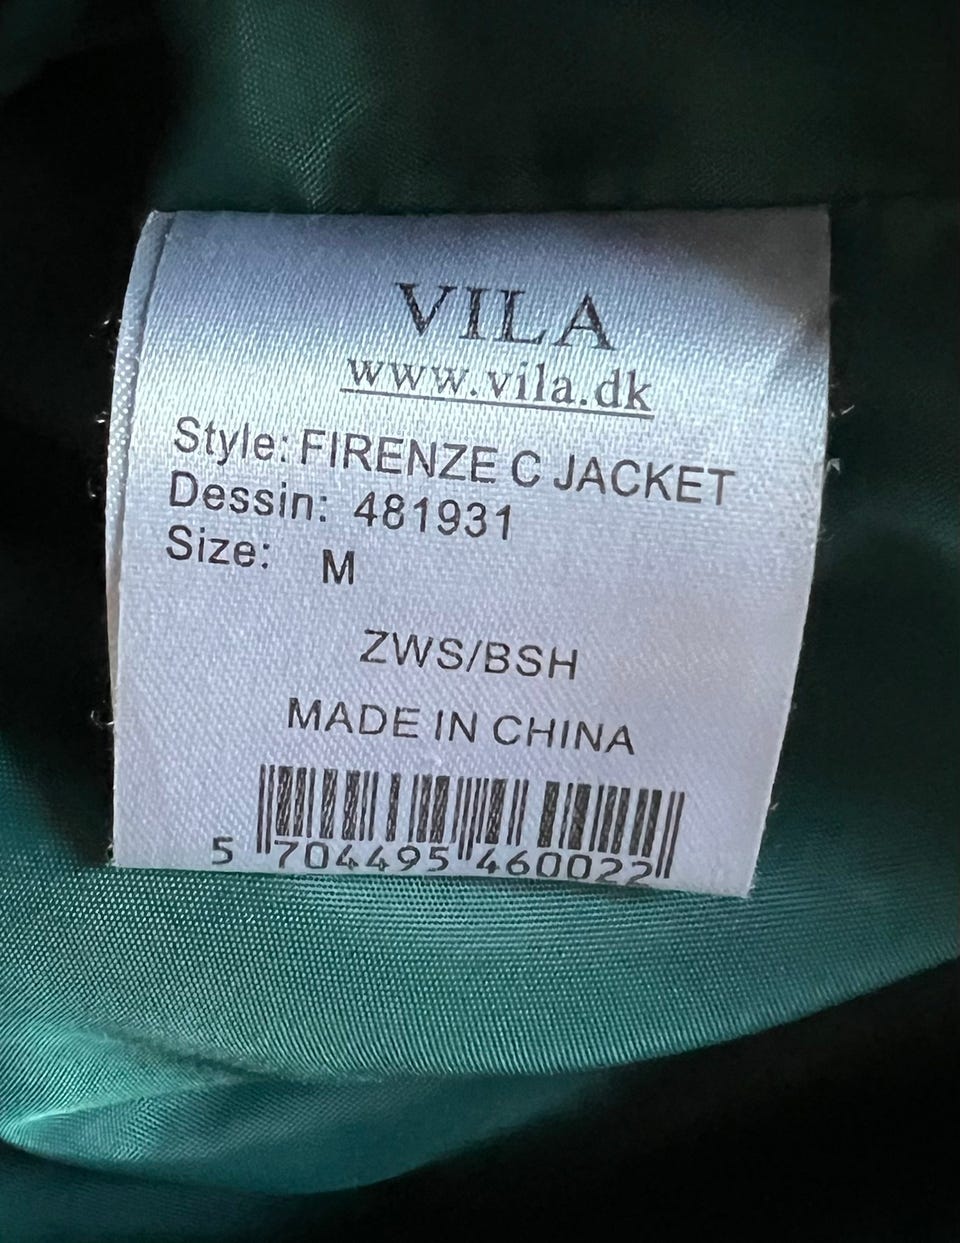 VILA
www.vila.dk
Style: FIRENZE C JACKET
Dessin: 481931
Size: M
ZWS/BSH
MADE IN CHINA
5 704495 460022